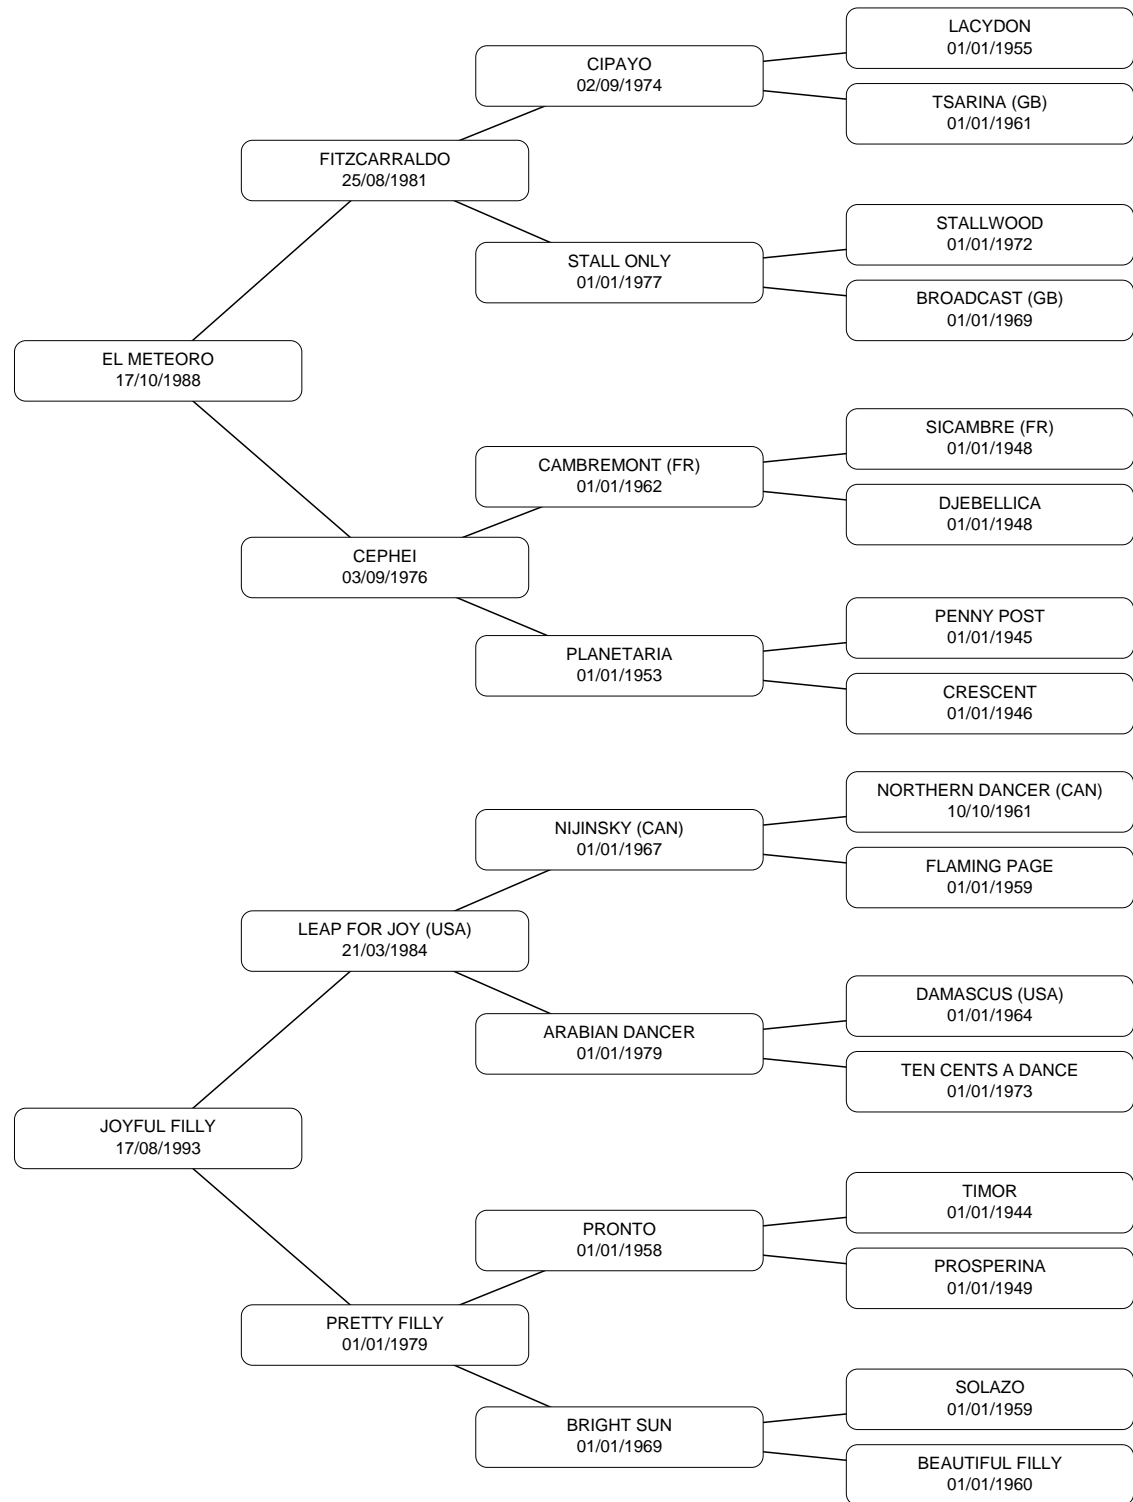 LACYDON
01/01/1955
CIPAYO
02/09/1974
TSARINA (GB)
01/01/1961
FITZCARRALDO
25/08/1981
STALLWOOD
01/01/1972
STALL ONLY
01/01/1977
BROADCAST (GB)
01/01/1969
EL METEORO
17/10/1988
SICAMBRE (FR)
01/01/1948
CAMBREMONT (FR)
01/01/1962
DJEBELLICA
01/01/1948
CEPHEI
03/09/1976
PENNY POST
01/01/1945
PLANETARIA
01/01/1953
CRESCENT
01/01/1946
NORTHERN DANCER (CAN)
10/10/1961
NIJINSKY (CAN)
01/01/1967
FLAMING PAGE
01/01/1959
LEAP FOR JOY (USA)
21/03/1984
DAMASCUS (USA)
01/01/1964
ARABIAN DANCER
01/01/1979
TEN CENTS A DANCE
01/01/1973
JOYFUL FILLY
17/08/1993
TIMOR
01/01/1944
PRONTO
01/01/1958
PROSPERINA
01/01/1949
PRETTY FILLY
01/01/1979
SOLAZO
01/01/1959
BRIGHT SUN
01/01/1969
BEAUTIFUL FILLY
01/01/1960